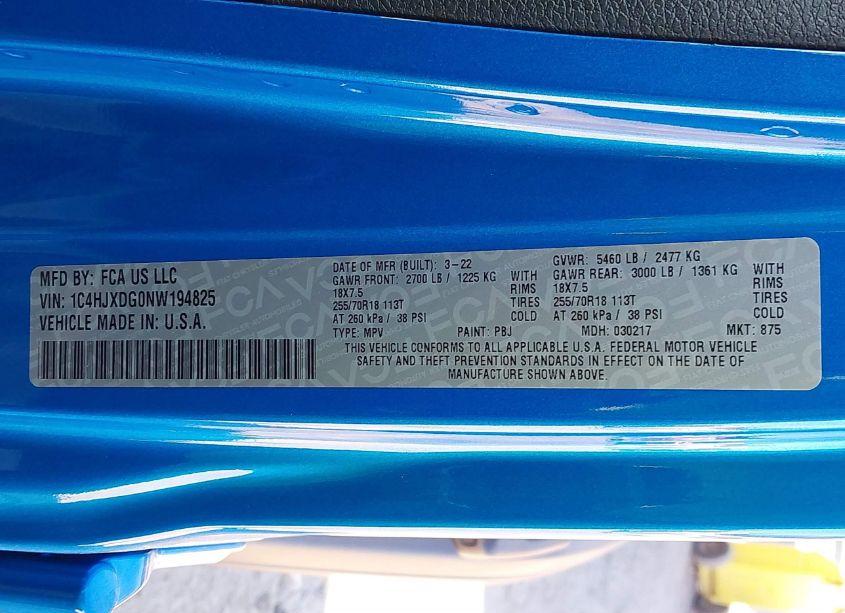 MFD BY: FCA US LLC
VIN: 1C4HJXDG0NW194825
VEHICLE MADE IN: U.S.A.
DATE OF MFR (BUILT): 3-22 GVWR: 5460 LB / 2477 KG
GAWR FRONT: 2700 LB / 1225 KG WITH GAWR REAR: 3000 LB / 1361 KG WITH
18X7.5 RIMS 18X7.5 RIMS
255/70R18 113T TIRES 255/70R18 113T TIRES
AT 260 kPa / 38 PSI COLD AT 260 kPa / 38 PSI COLD
TYPE: MPV PAINT: PBJ MDH: 030217 MKT: 875
THIS VEHICLE CONFORMS TO ALL APPLICABLE U.S.A. FEDERAL MOTOR VEHICLE
SAFETY AND THEFT PREVENTION STANDARDS IN EFFECT ON THE DATE OF
MANUFACTURE SHOWN ABOVE.